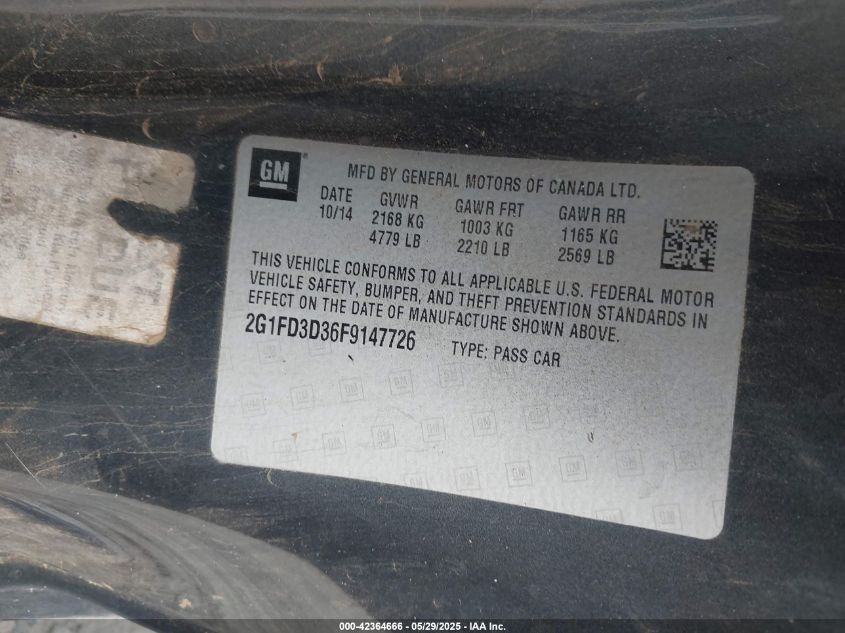 GM
MFD BY GENERAL MOTORS OF CANADA LTD.
DATE GVWR GAWR FRT GAWR RR
10/14 2168 KG 1003 KG 1165 KG
4779 LB 2210 LB 2569 LB
THIS VEHICLE CONFORMS TO ALL APPLICABLE U.S. FEDERAL MOTOR
VEHICLE SAFETY, BUMPER, AND THEFT PREVENTION STANDARDS IN
EFFECT ON THE DATE OF MANUFACTURE SHOWN ABOVE.
2G1FD3D36F9147726 TYPE: PASS CAR
DUE
000-42364666 - 05/29/2025 - IAA Inc.